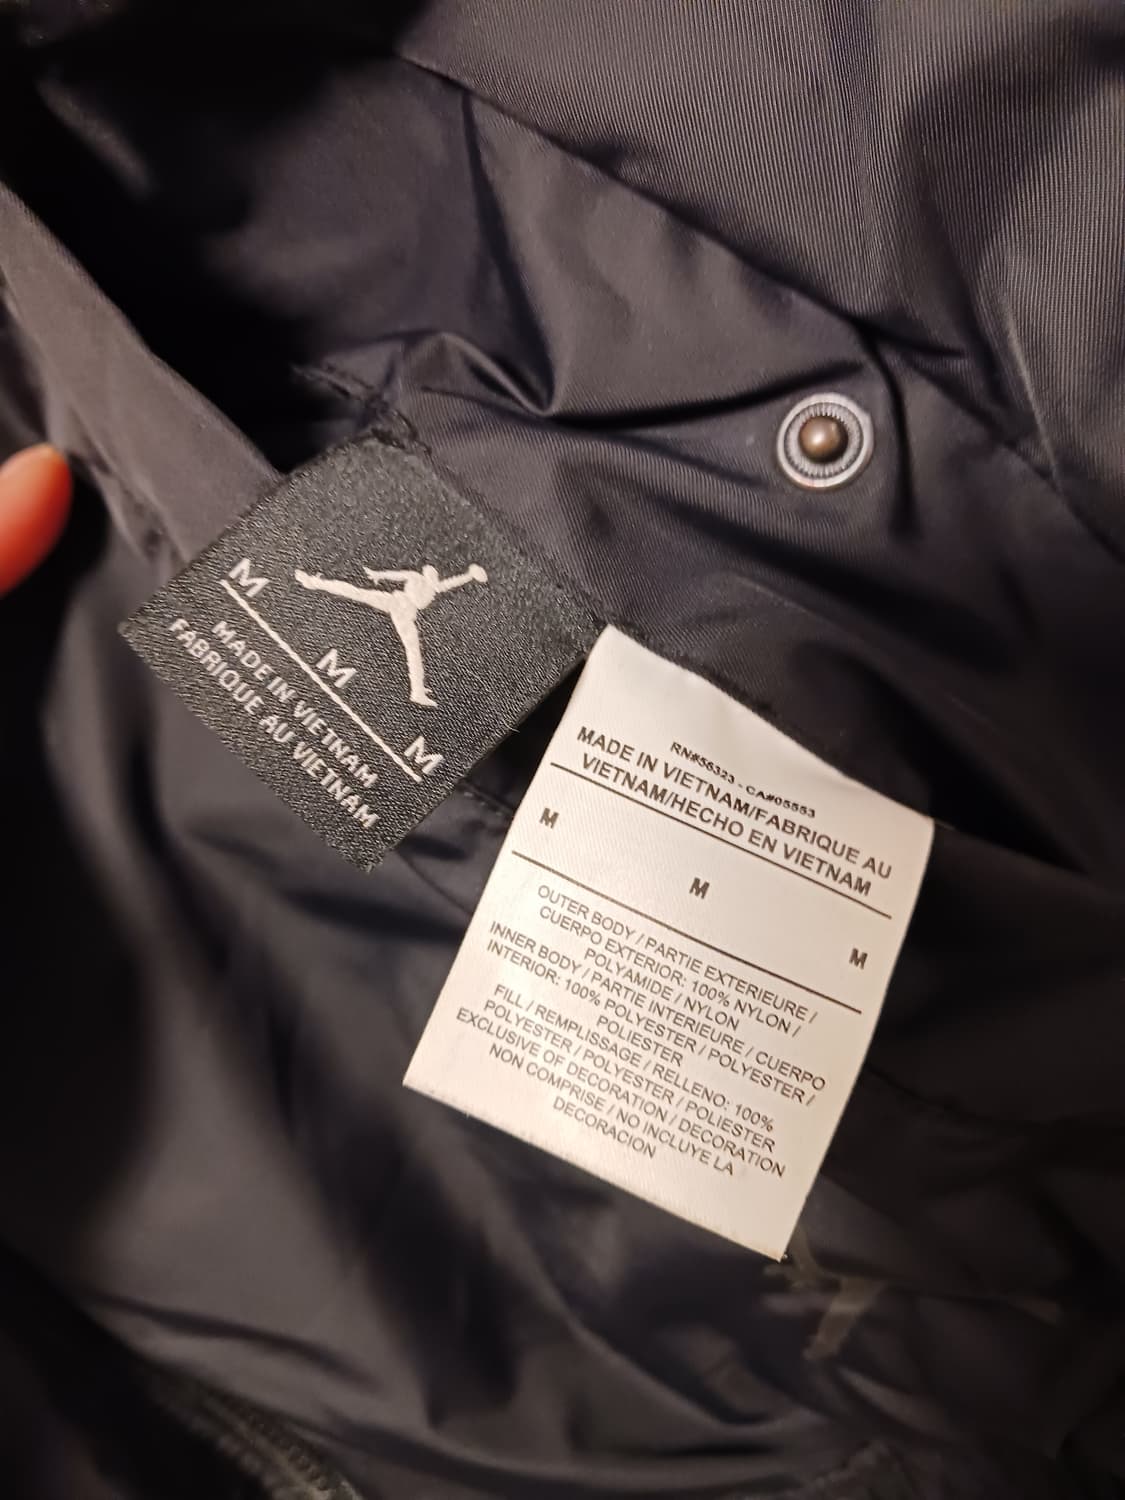 M
M
M
MADE IN VIETNAM
FABRIQUE AU VIETNAM
RN#56323 - CA#05553
MADE IN VIETNAM/FABRIQUE AU
VIETNAM/HECHO EN VIETNAM
M
M
M
OUTER BODY / PARTIE EXTERIEURE /
CUERPO EXTERIOR: 100% NYLON /
POLYAMIDE / NYLON
INNER BODY / PARTIE INTERIEURE / CUERPO
INTERIOR: 100% POLYESTER / POLYESTER /
POLIESTER
FILL / REMPLISSAGE / RELLENO: 100%
POLYESTER / POLYESTER / POLIESTER
EXCLUSIVE OF DECORATION / DECORATION
NON COMPRISE / NO INCLUYE LA
DECORACION